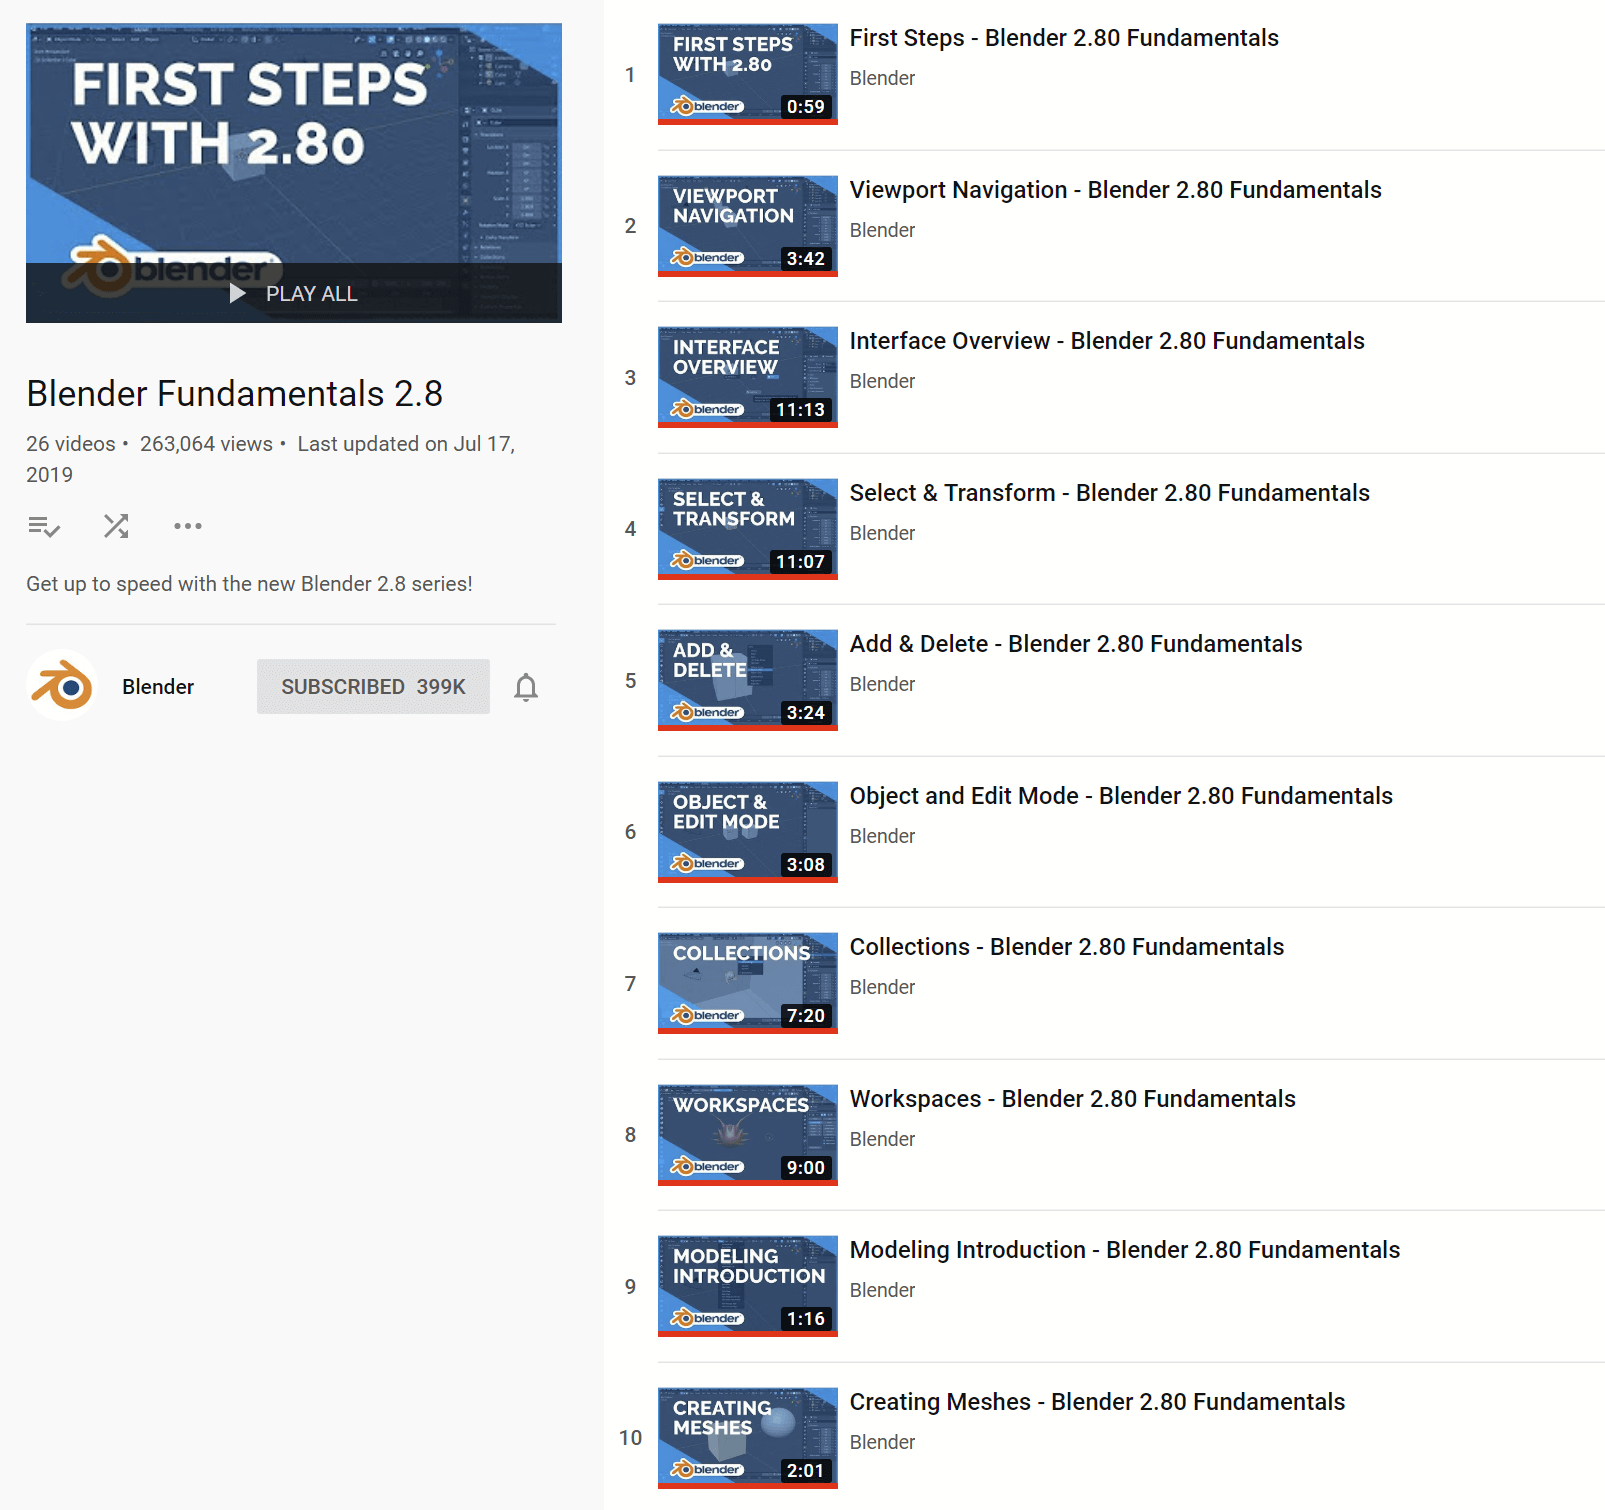 FIRST STEPS
WITH 2.80
blender
PLAY ALL
Blender Fundamentals 2.8
26 videos • 263,064 views • Last updated on Jul 17,
2019
Get up to speed with the new Blender 2.8 series!
Blender
SUBSCRIBED 399K
1
FIRST STEPS
WITH 2.80
blender
0:59
First Steps - Blender 2.80 Fundamentals
Blender
2
VIEWPORT
NAVIGATION
blender
3:42
Viewport Navigation - Blender 2.80 Fundamentals
Blender
3
INTERFACE
OVERVIEW
blender
11:13
Interface Overview - Blender 2.80 Fundamentals
Blender
4
SELECT &
TRANSFORM
blender
11:07
Select & Transform - Blender 2.80 Fundamentals
Blender
5
ADD &
DELETE
blender
3:24
Add & Delete - Blender 2.80 Fundamentals
Blender
6
OBJECT &
EDIT MODE
blender
3:08
Object and Edit Mode - Blender 2.80 Fundamentals
Blender
7
COLLECTIONS
blender
7:20
Collections - Blender 2.80 Fundamentals
Blender
8
WORKSPACES
blender
9:00
Workspaces - Blender 2.80 Fundamentals
Blender
9
MODELING
INTRODUCTION
blender
1:16
Modeling Introduction - Blender 2.80 Fundamentals
Blender
10
CREATING
MESHES
blender
2:01
Creating Meshes - Blender 2.80 Fundamentals
Blender